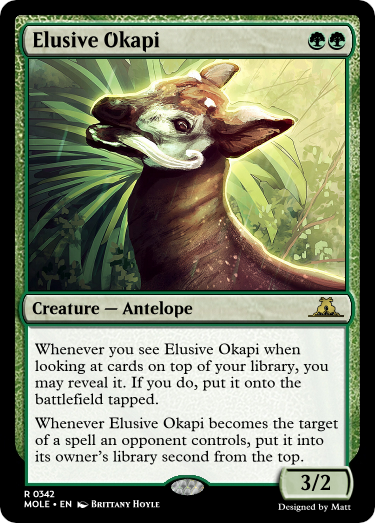 Elusive Okapi
Creature — Antelope
Whenever you see Elusive Okapi when
looking at cards on top of your library, you
may reveal it. If you do, put it onto the
battlefield tapped.
Whenever Elusive Okapi becomes the target
of a spell an opponent controls, put it into
its owner's library second from the top.
3/2
R 0342
MOLE • EN Brittany Hoyle
Designed by Matt